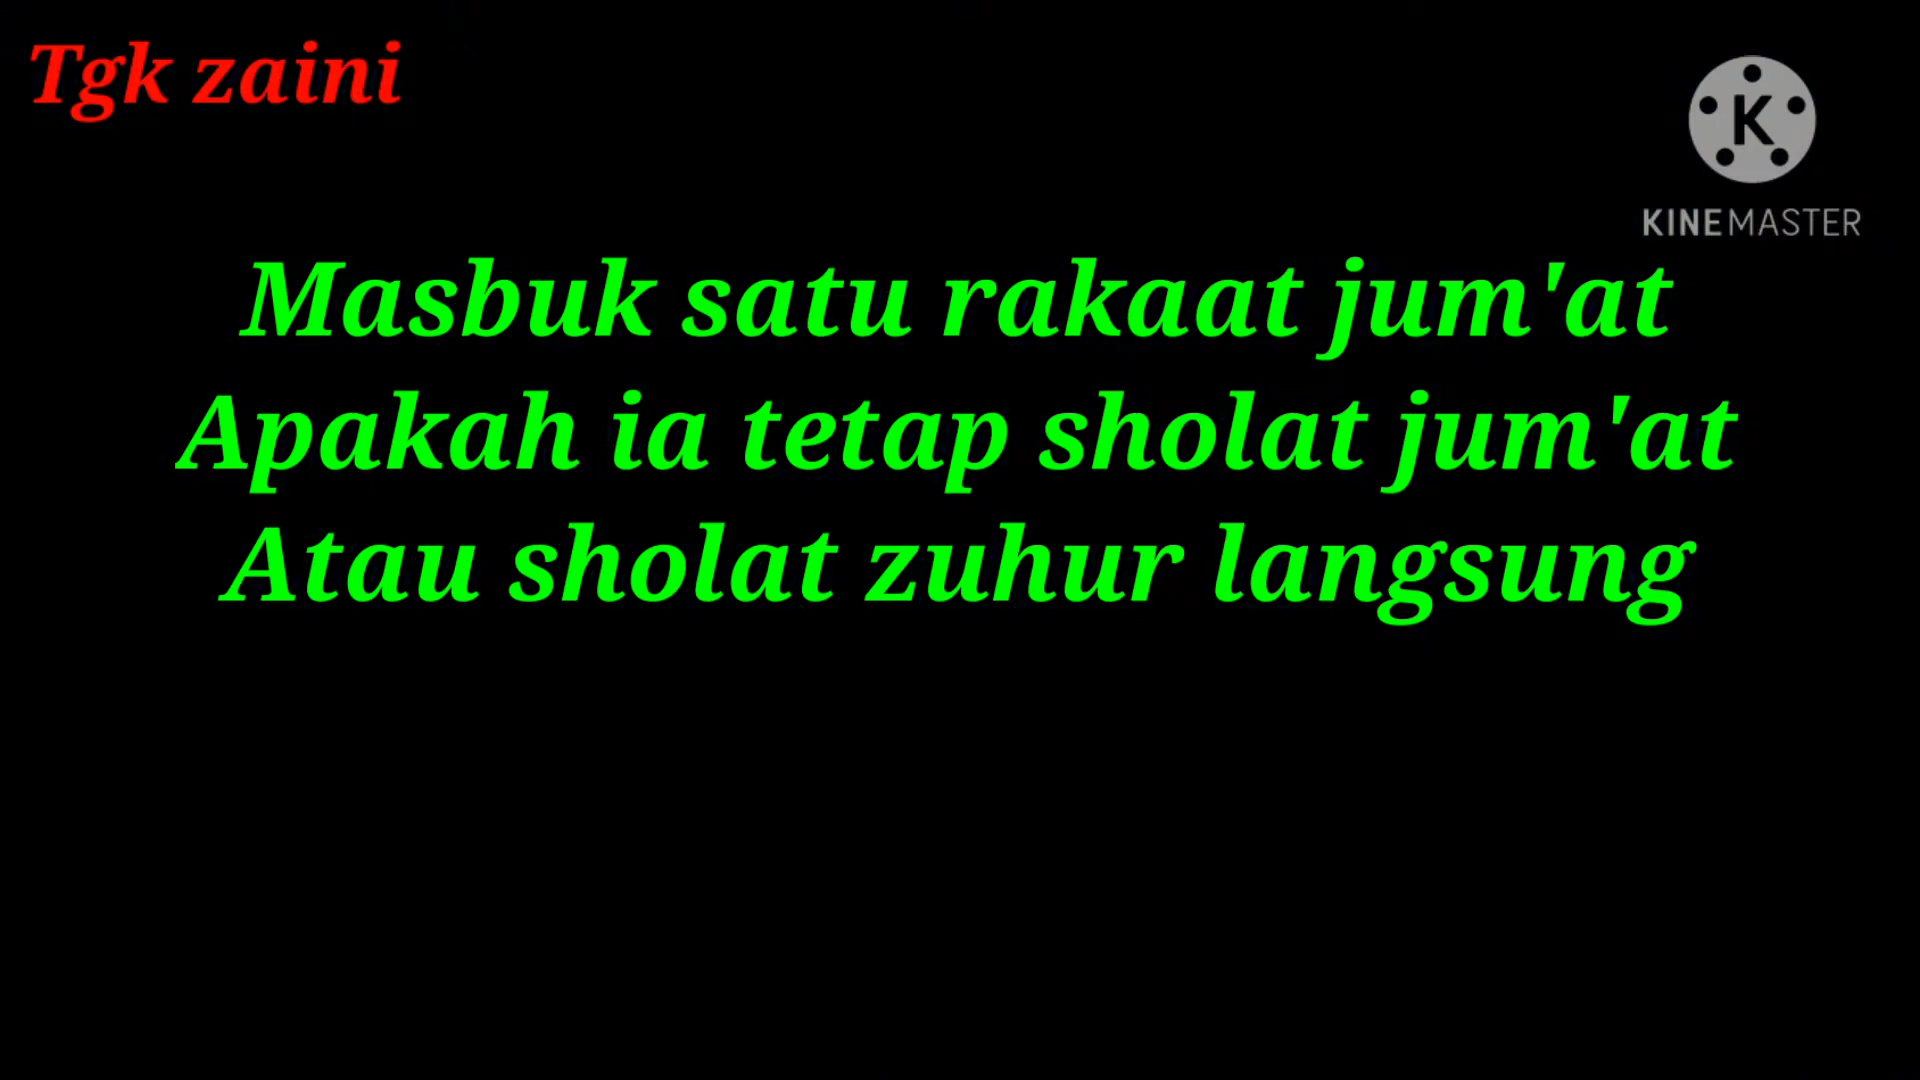 Tgk zaini
K
KINEMASTER
Masbuk satu rakaat jum'at
Apakah ia tetap sholat jum'at
Atau sholat zuhur langsung